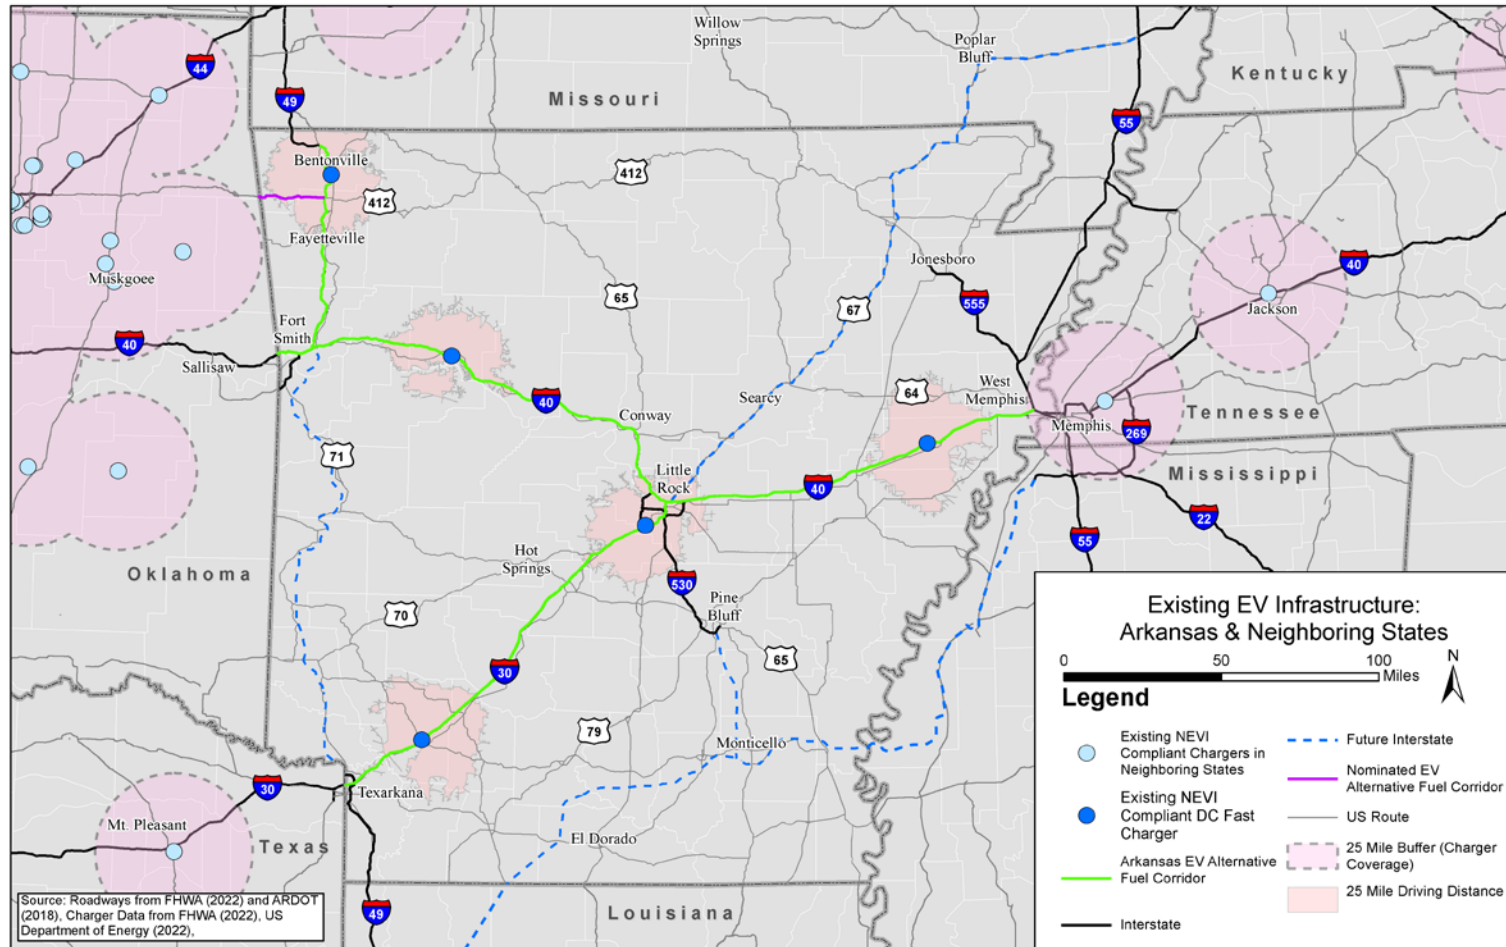 Willow
Springs
Poplar
Bluff
Kentucky
44
49
Missouri
55
Bentonville
412
412
Fayetteville
Jonesboro
40
Muskgoee
65
67
555
Jackson
Fort
Smith
40
Sallisaw
West
Memphis
64
40
Searcy
Conway
Tennessee
Memphis
269
71
Little
Rock
Mississippi
40
22
55
Hot
Springs
Oklahoma
530
Pine
Bluff
70
65
30
79
Monticello
30
Texarkana
Mt. Pleasant
El Dorado
Texas
49
Louisiana
Existing EV Infrastructure:
Arkansas & Neighboring States
0 50 100
Miles
N
Legend
Existing NEVI
Compliant Chargers in
Neighboring States
Existing NEVI
Compliant DC Fast
Charger
Arkansas EV Alternative
Fuel Corridor
Interstate
Future Interstate
Nominated EV
Alternative Fuel Corridor
US Route
25 Mile Buffer (Charger
Coverage)
25 Mile Driving Distance
Source: Roadways from FHWA (2022) and ARDOT
(2018), Charger Data from FHWA (2022), US
Department of Energy (2022),